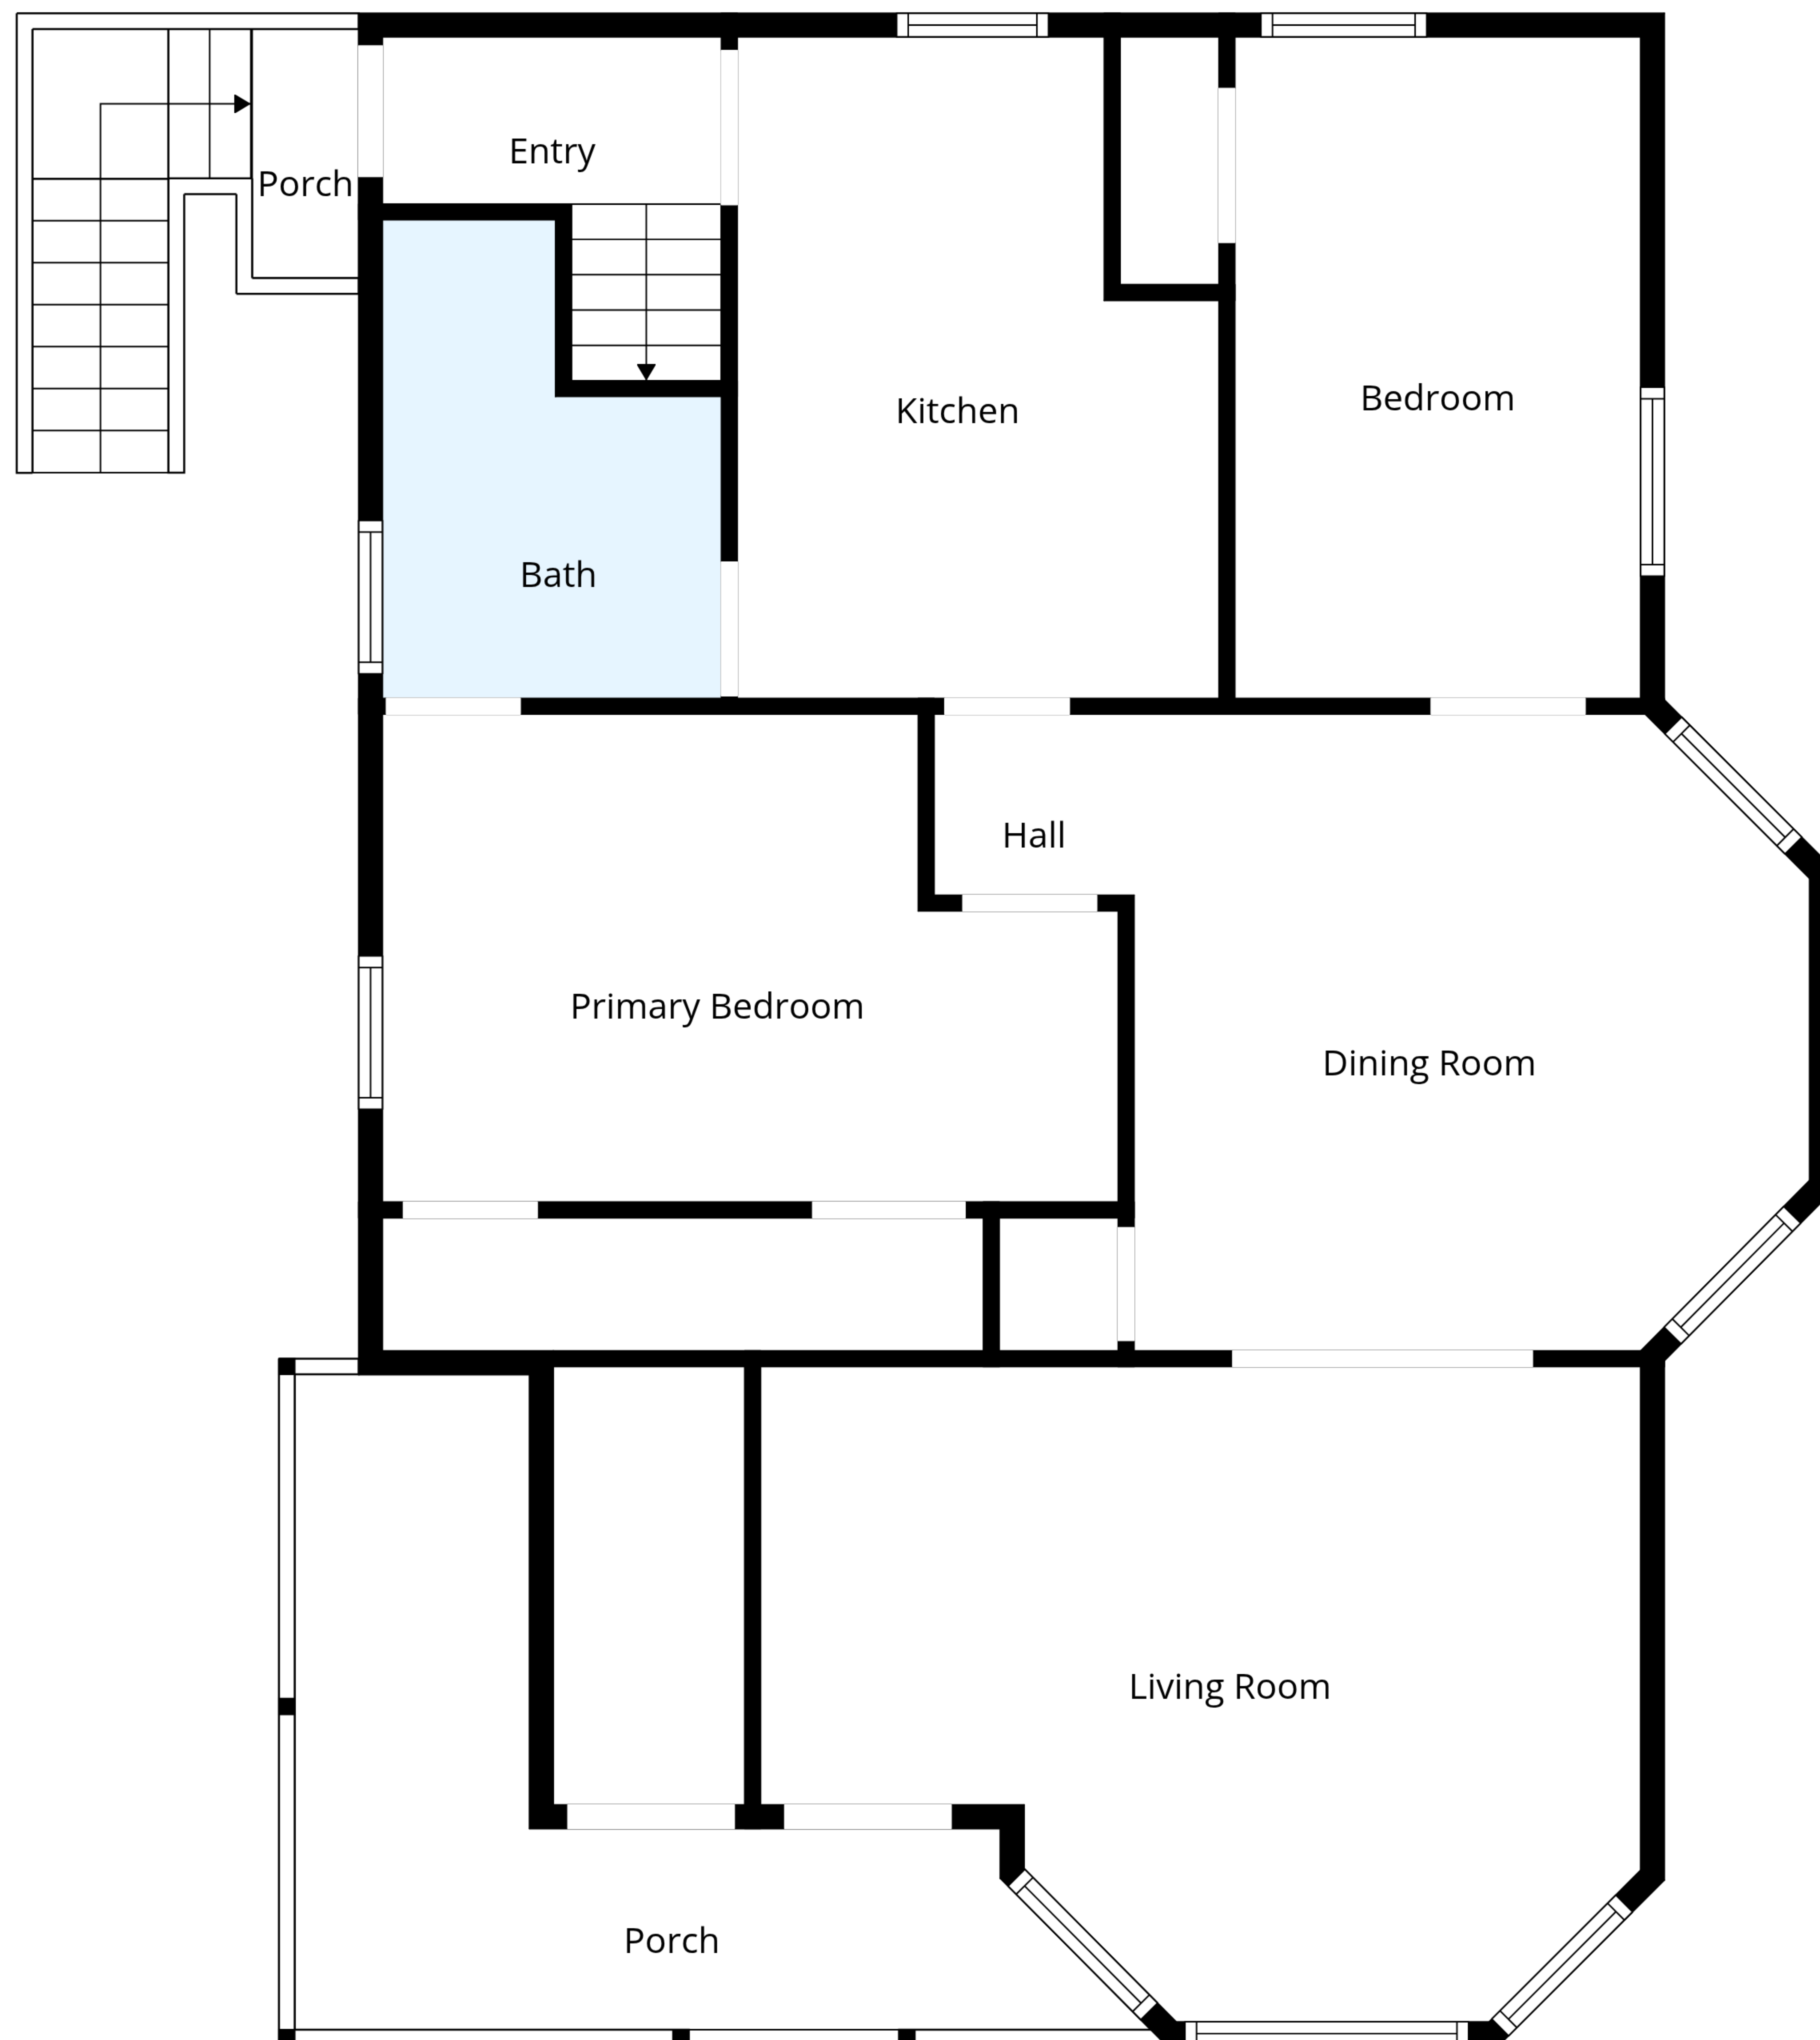 Entry
Porch
Kitchen
Bedroom
Bath
Hall
Primary Bedroom
Dining Room
Living Room
Porch